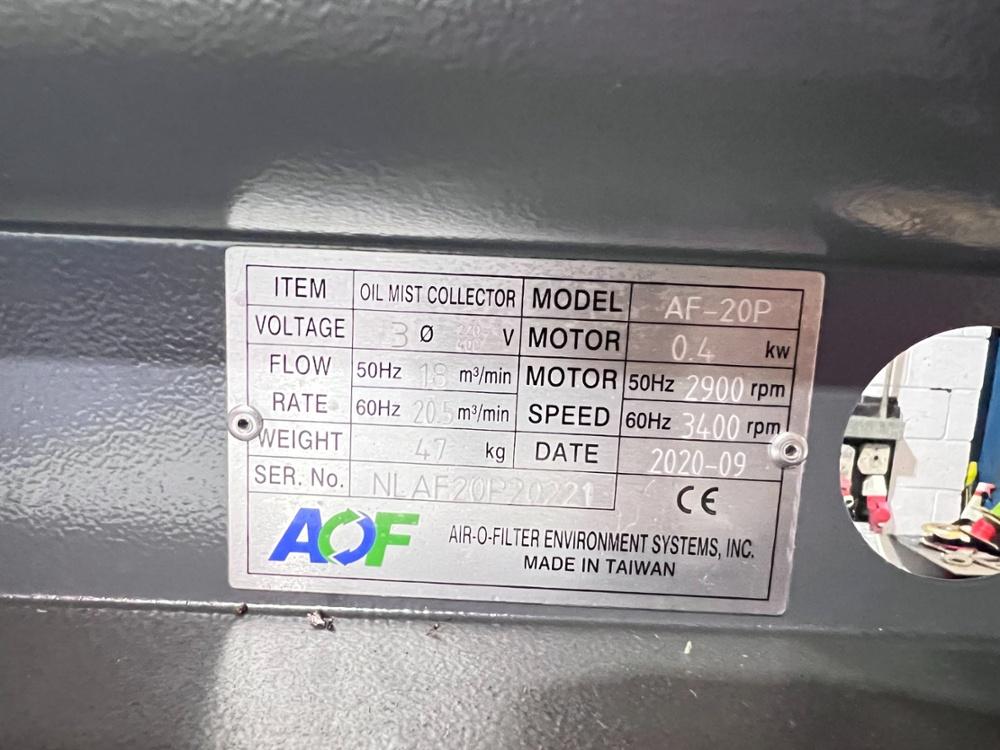 ITEM OIL MIST COLLECTOR MODEL AF-20P
VOLTAGE 3 Ø V MOTOR 0.4 kw
FLOW RATE 50Hz 18 m³/min MOTOR SPEED 50Hz 2900 rpm
60Hz 20.5 m³/min 60Hz 3400 rpm
WEIGHT 47 kg DATE 2020-09
SER. No. NLAF20P20221
CE
AOF AIR-O-FILTER ENVIRONMENT SYSTEMS, INC.
MADE IN TAIWAN